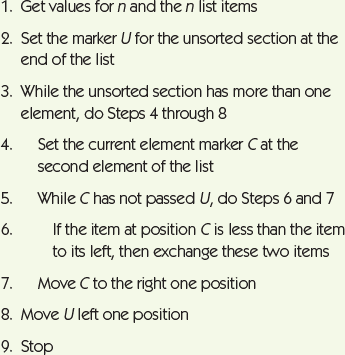 1. Get values for n and the n list items
2. Set the marker U for the unsorted section at the
end of the list
3. While the unsorted section has more than one
element, do Steps 4 through 8
4. Set the current element marker C at the
second element of the list
5. While C has not passed U, do Steps 6 and 7
6. If the item at position C is less than the item
to its left, then exchange these two items
7. Move C to the right one position
8. Move U left one position
9. Stop